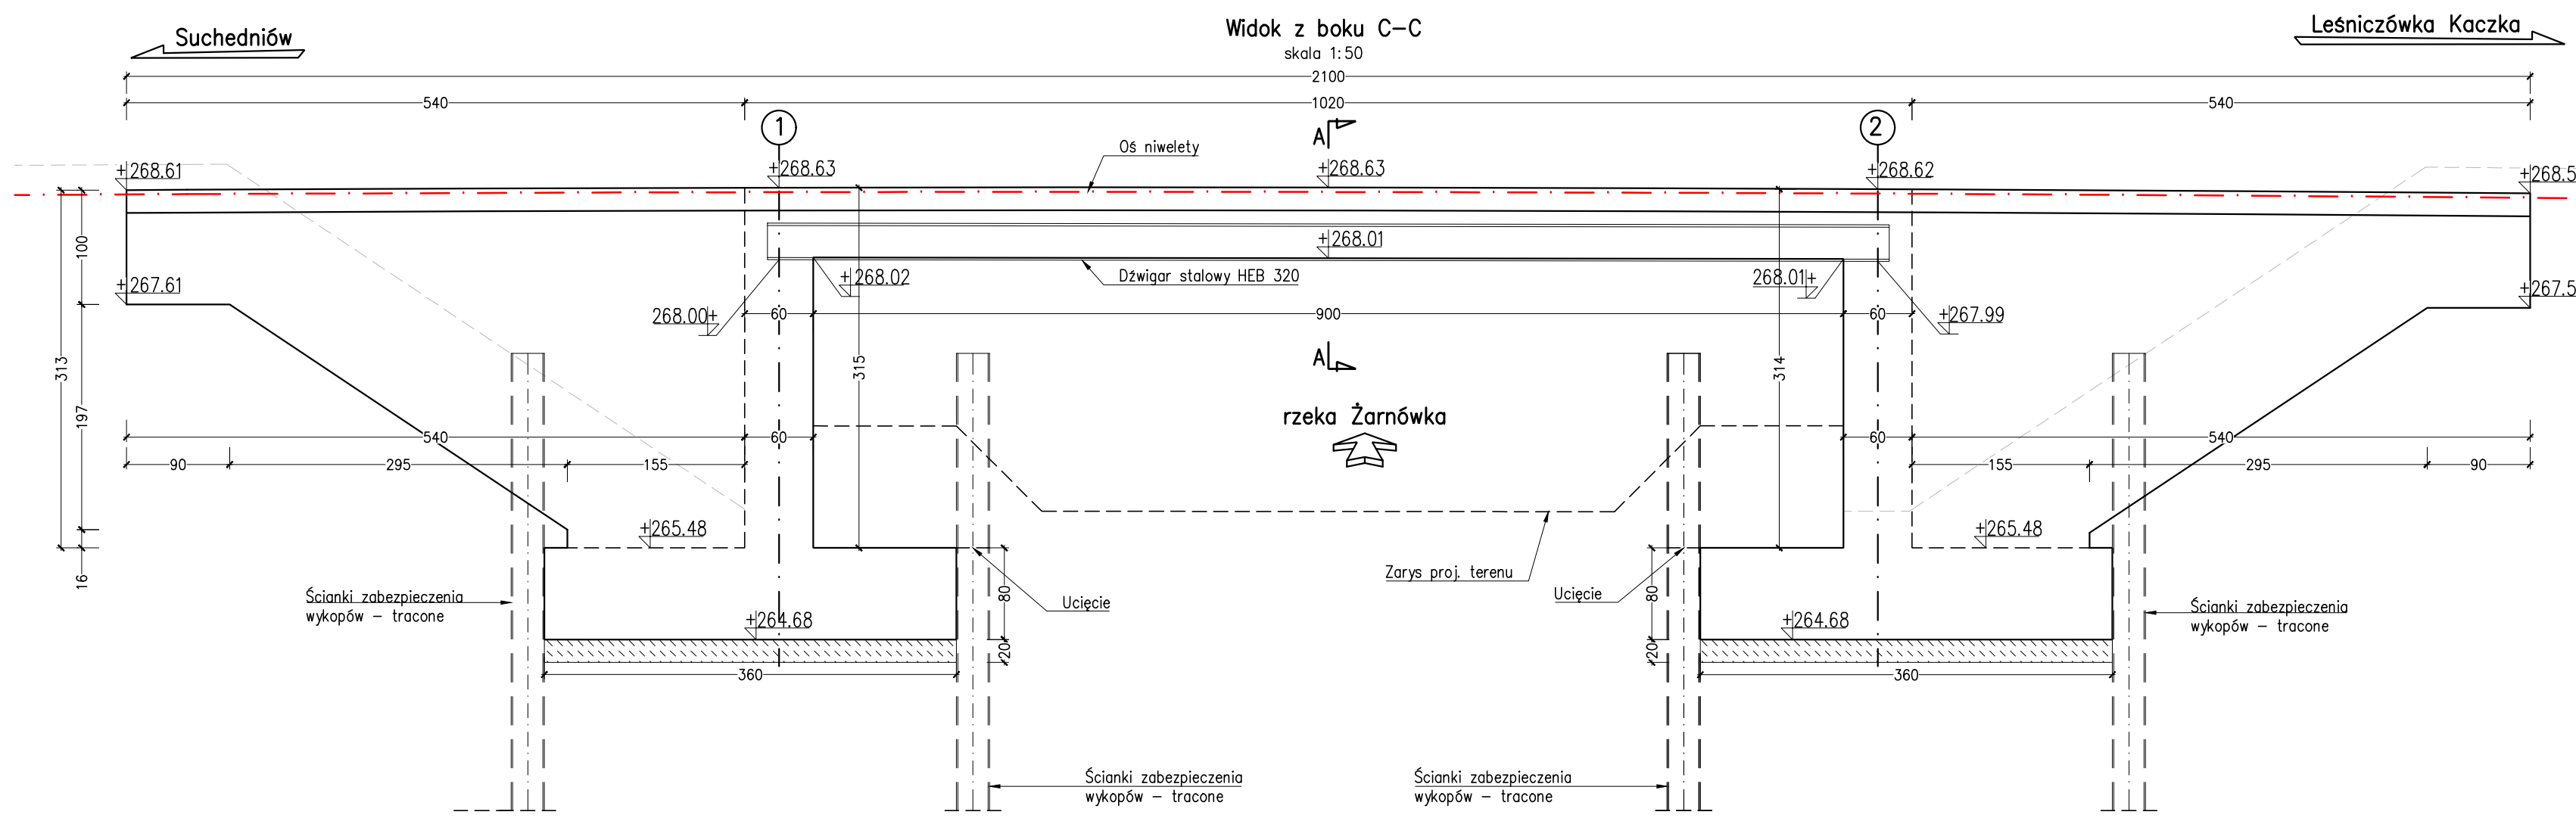 Widok z boku C-C
skala 1:50
Suchedniów
Leśniczówka Kaczka
2100
540
1020
540
1
2
A
Oś niwelety
+268.61
+268.63
+268.63
+268.62
+268.5
+268.01
Dźwigar stalowy HEB 320
+268.02
268.01+
+267.61
+267.5
268.00+
+267.99
60
900
60
100
313
197
16
315
314
A
rzeka Żarnówka
540
60
60
540
90
295
155
155
295
90
+265.48
+265.48
Zarys proj. terenu
Ucięcie
Ucięcie
80
80
Ścianki zabezpieczenia
wykopów - tracone
Ścianki zabezpieczenia
wykopów - tracone
+264.68
+264.68
20
20
360
360
Ścianki zabezpieczenia
wykopów - tracone
Ścianki zabezpieczenia
wykopów - tracone